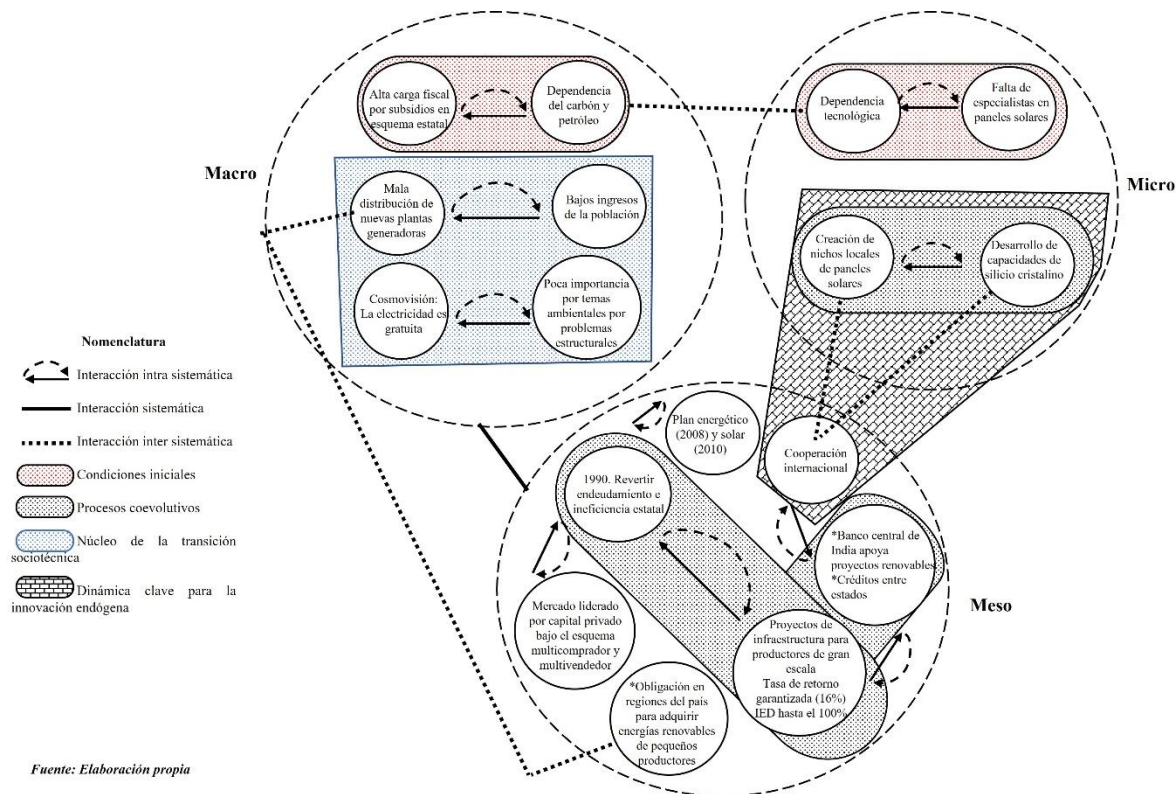 Macro
Alta carga fiscal
por subsidios en
esquema estatal
Dependencia
del carbón y
petróleo
Mala
distribución de
nuevas plantas
generadoras
Bajos ingresos
de la población
Cosmovisión:
La electricidad es
gratuita
Poca importancia
por temas
ambientales por
problemas
estructurales
Micro
Dependencia
tecnológica
Falta de
especialistas en
paneles solares
Creación de
nichos locales
de paneles
solares
Desarrollo de
capacidades de
silicio cristalino
Nomenclatura
Interacción intra sistemática
Interacción sistemática
Interacción inter sistemática
Condiciones iniciales
Procesos coevolutivos
Núcleo de la transición
sociotécnica
Dinámica clave para la
innovación endógena
Meso
Plan energético
(2008) y solar
(2010)
Cooperación
internacional
1990. Revertir
endeudamiento e
ineficiencia estatal
*Banco central de
India apoya
proyectos renovables
*Créditos entre
estados
Mercado liderado
por capital privado
bajo el esquema
multicomprador y
multivendedor
Proyectos de
infraestructura para
productores de gran
escala
Tasa de retorno
garantizada (16%)
IED hasta el 100%
*Obligación en
regiones del país
para adquirir
energías renovables
de pequeños
productores
Fuente: Elaboración propia